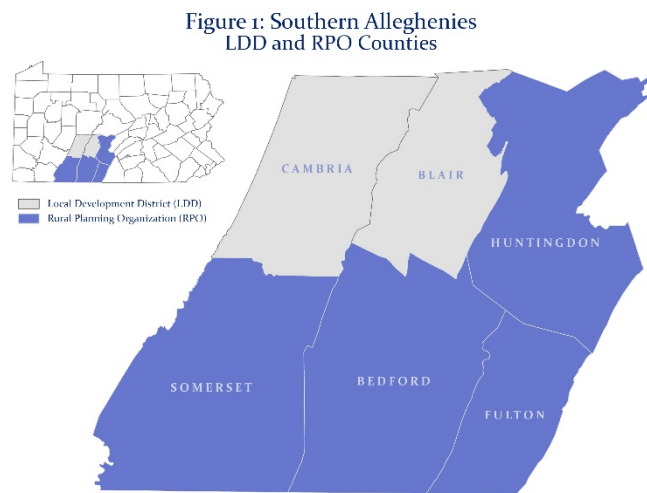 Figure 1: Southern Alleghenies
LDD and RPO Counties
Local Development District (LDD)
Rural Planning Organization (RPO)
CAMBRIA
BLAIR
HUNTINGDON
SOMERSET
BEDFORD
FULTON